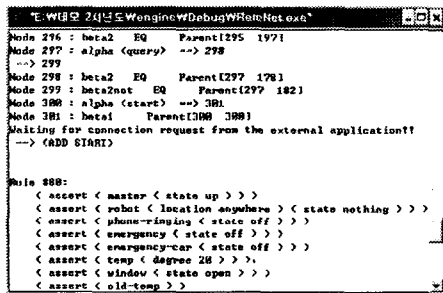 "E:\데모 2차년도\engine\Debug\ReteNet.exe"
Node 296 : beta2 EQ Parent[295 197]
Node 297 : alpha (query) --> 298
--> 299
Node 298 : beta2 EQ Parent[297 178]
Node 299 : beta2not EQ Parent[297 182]
Node 300 : alpha (start) --> 301
Node 301 : beta1 Parent[300 300]
Waiting for connection request from the external application!!
--> (ADD START)
Rule $80:
( assert ( master ( state up ) ) )
( assert ( robot ( location anywhere ) ( state nothing ) ) )
( assert ( phone-ringing ( state off ) ) )
( assert ( emergency ( state off ) ) )
( assert ( emergency-car ( state off ) ) )
( assert ( temp ( degree 20 ) ) )
( assert ( window ( state open ) ) )
( assert ( old-temp ) )